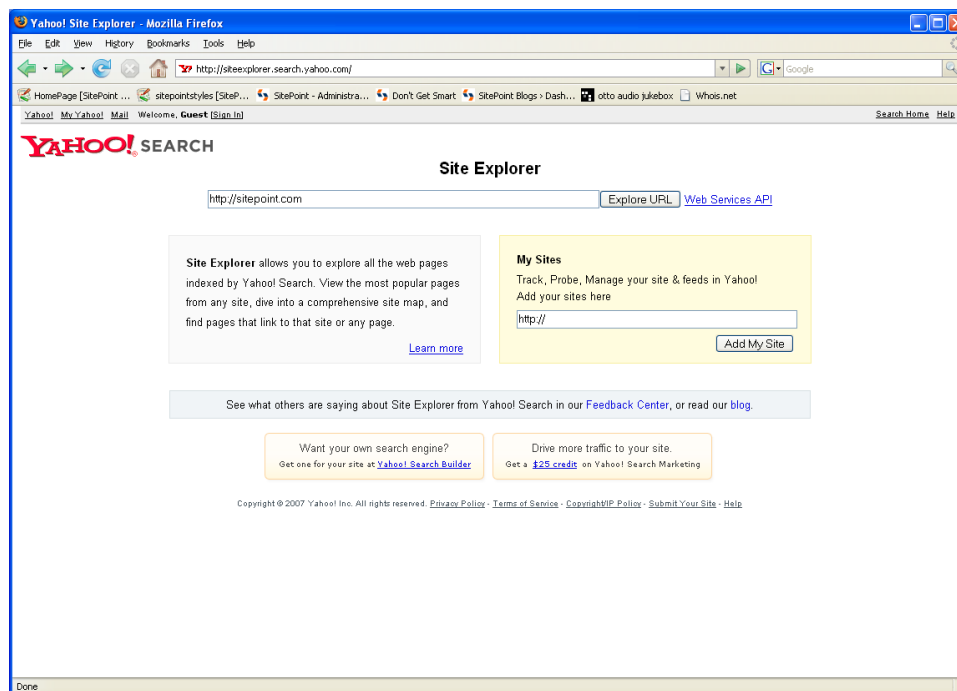 Yahoo! Site Explorer - Mozilla Firefox
File Edit View History Bookmarks Tools Help
http://siteexplorer.search.yahoo.com/ Google
HomePage [SitePoint ... sitepointstyles [SiteP... SitePoint - Administra... Don't Get Smart SitePoint Blogs › Dash... otto audio jukebox Whois.net
Yahoo! My Yahoo! Mail Welcome, Guest [Sign In] Search Home Help
YAHOO! SEARCH
Site Explorer
http://sitepoint.com Explore URL Web Services API
Site Explorer allows you to explore all the web pages
indexed by Yahoo! Search. View the most popular pages
from any site, dive into a comprehensive site map, and
find pages that link to that site or any page.
Learn more
My Sites
Track, Probe, Manage your site & feeds in Yahoo!
Add your sites here
http://
Add My Site
See what others are saying about Site Explorer from Yahoo! Search in our Feedback Center, or read our blog.
Want your own search engine?
Get one for your site at Yahoo! Search Builder
Drive more traffic to your site.
Get a $25 credit on Yahoo! Search Marketing
Copyright © 2007 Yahoo! Inc. All rights reserved. Privacy Policy - Terms of Service - Copyright/IP Policy - Submit Your Site - Help
Done